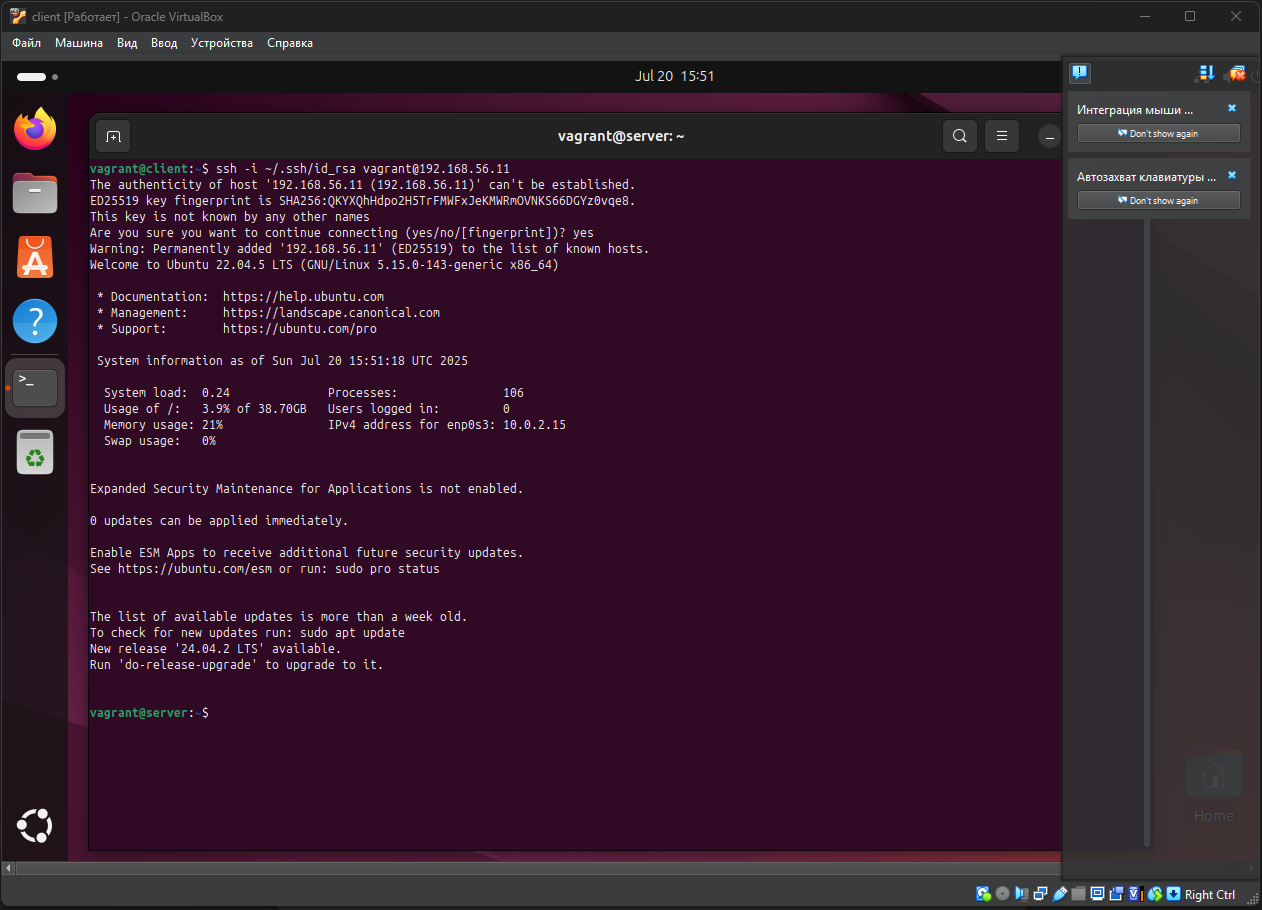 client [Работает] - Oracle VirtualBox
Файл Машина Вид Ввод Устройства Справка
Jul 20 15:51
Интеграция мыши ...
Don't show again
Автозахват клавиатуры ...
Don't show again
vagrant@server: ~
vagrant@client:~$ ssh -i ~/.ssh/id_rsa vagrant@192.168.56.11
The authenticity of host '192.168.56.11 (192.168.56.11)' can't be established.
ED25519 key fingerprint is SHA256:QKYXQhHdpo2H5TrFMWFxJeKMWRmOVNKS66DGYz0vqe8.
This key is not known by any other names
Are you sure you want to continue connecting (yes/no/[fingerprint])? yes
Warning: Permanently added '192.168.56.11' (ED25519) to the list of known hosts.
Welcome to Ubuntu 22.04.5 LTS (GNU/Linux 5.15.0-143-generic x86_64)
* Documentation: https://help.ubuntu.com
* Management: https://landscape.canonical.com
* Support: https://ubuntu.com/pro
System information as of Sun Jul 20 15:51:18 UTC 2025
System load: 0.24 Processes: 106
Usage of /: 3.9% of 38.70GB Users logged in: 0
Memory usage: 21% IPv4 address for enp0s3: 10.0.2.15
Swap usage: 0%
Expanded Security Maintenance for Applications is not enabled.
0 updates can be applied immediately.
Enable ESM Apps to receive additional future security updates.
See https://ubuntu.com/esm or run: sudo pro status
The list of available updates is more than a week old.
To check for new updates run: sudo apt update
New release '24.04.2 LTS' available.
Run 'do-release-upgrade' to upgrade to it.
vagrant@server:~$
Home
Right Ctrl